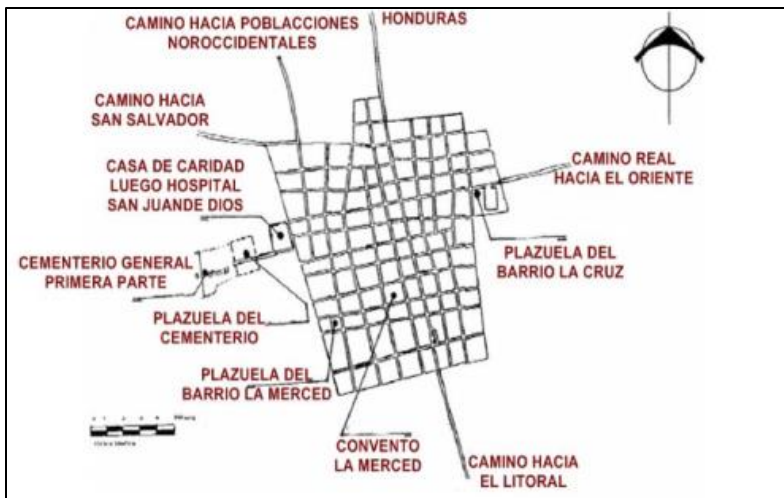 CAMINO HACIA POBLACCIONES
NOROCCIDENTALES
HONDURAS
CAMINO HACIA
SAN SALVADOR
CASA DE CARIDAD
LUEGO HOSPITAL
SAN JUANDE DIOS
CAMINO REAL
HACIA EL ORIENTE
PLAZUELA DEL
BARRIO LA CRUZ
CEMENTERIO GENERAL
PRIMERA PARTE
PLAZUELA DEL
CEMENTERIO
PLAZUELA DEL
BARRIO LA MERCED
CONVENTO
LA MERCED
CAMINO HACIA
EL LITORAL